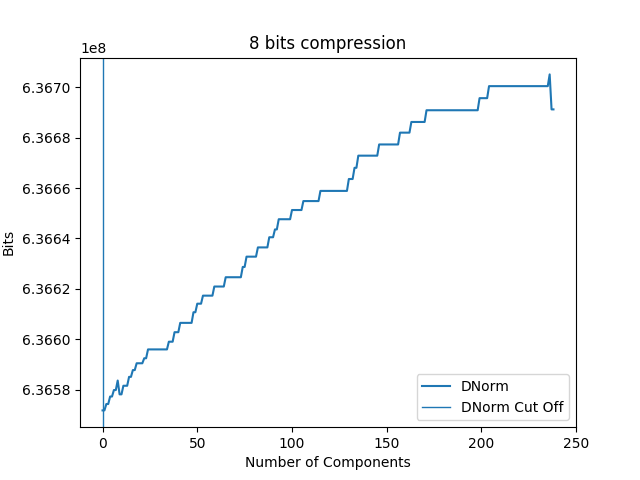 8 bits compression
1e8
6.3670
6.3668
6.3666
6.3664
6.3662
6.3660
6.3658
Bits
DNorm
DNorm Cut Off
0 50 100 150 200 250
Number of Components